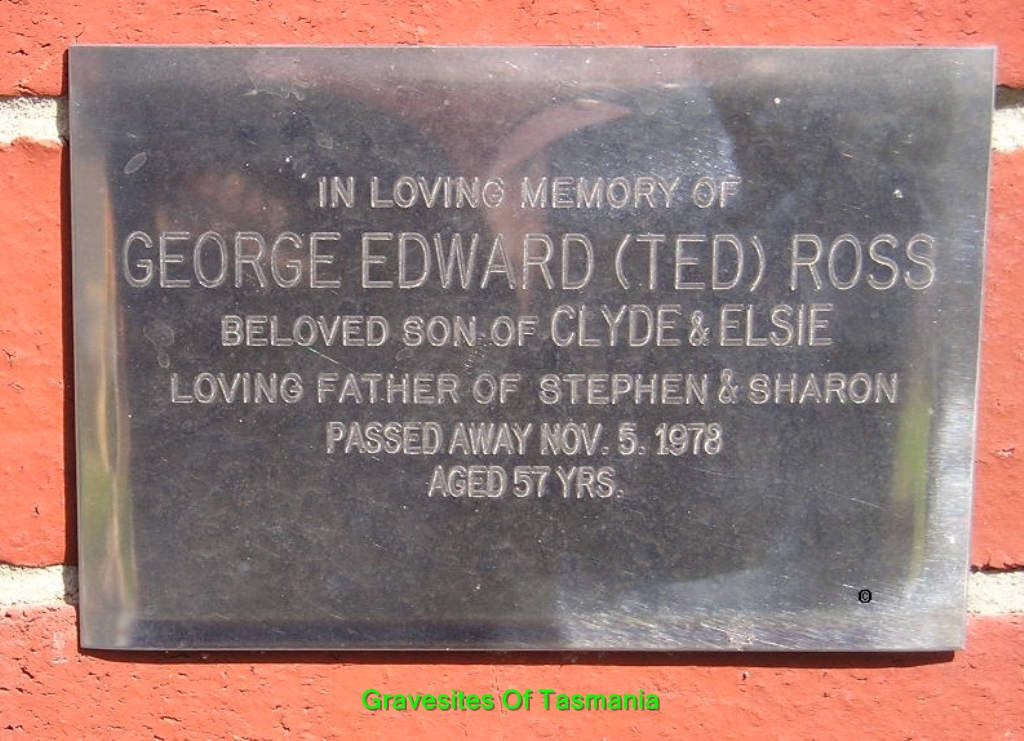 IN LOVING MEMORY OF
GEORGE EDWARD (TED) ROSS
BELOVED SON OF CLYDE & ELSIE
LOVING FATHER OF STEPHEN & SHARON
PASSED AWAY NOV. 5. 1978
AGED 57 YRS.
©
Gravesites Of Tasmania